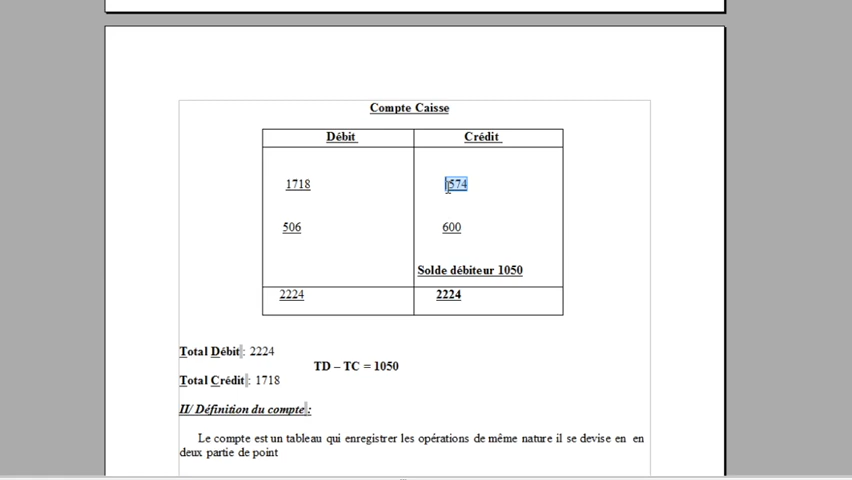 Compte Caisse
Débit Crédit
1718 574
506 600
Solde débiteur 1050
2224 2224
Total Débit : 2224
TD – TC = 1050
Total Crédit : 1718
II/ Définition du compte :
Le compte est un tableau qui enregistrer les opérations de même nature il se devise en en
deux partie de point